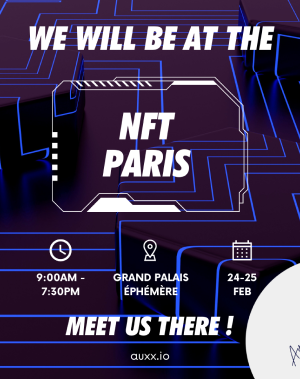 WE WILL BE AT THE
NFT
PARIS
9:00AM -
7:30PM
GRAND PALAIS
ÉPHÉMÈRE
24-25
FEB
MEET US THERE !
auxx.io